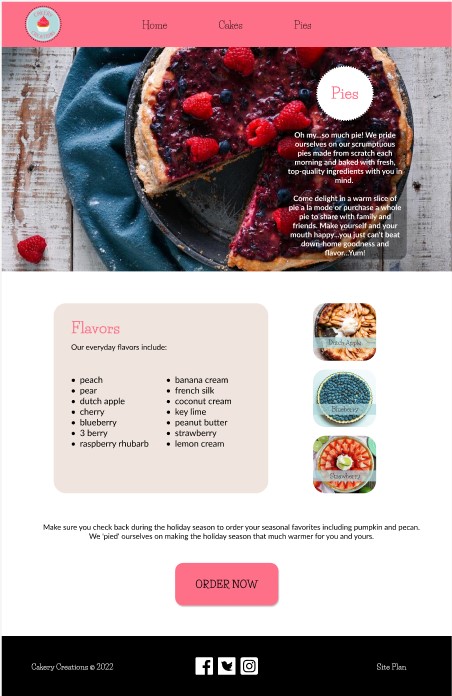 CAKERY
CREATIONS
Home Cakes Pies
Pies
Oh my...so much pie! We pride
ourselves on our scrumptuous
pies made from scratch each
morning and baked with fresh,
top-quality ingredients with you in
mind.
Come delight in a warm slice of
pie a la mode or purchase a whole
pie to share with family and
friends. Make yourself and your
mouth happy...you just can't beat
down-home goodness and
flavor...Yum!
Flavors
Our everyday flavors include:
• peach
• pear
• dutch apple
• cherry
• blueberry
• 3 berry
• raspberry rhubarb
• banana cream
• french silk
• coconut cream
• key lime
• peanut butter
• strawberry
• lemon cream
Dutch Apple
Blueberry
Strawberry
Make sure you check back during the holiday season to order your seasonal favorites including pumpkin and pecan.
We 'pied' ourselves on making the holiday season that much warmer for you and yours.
ORDER NOW
Cakery Creations © 2022
Site Plan